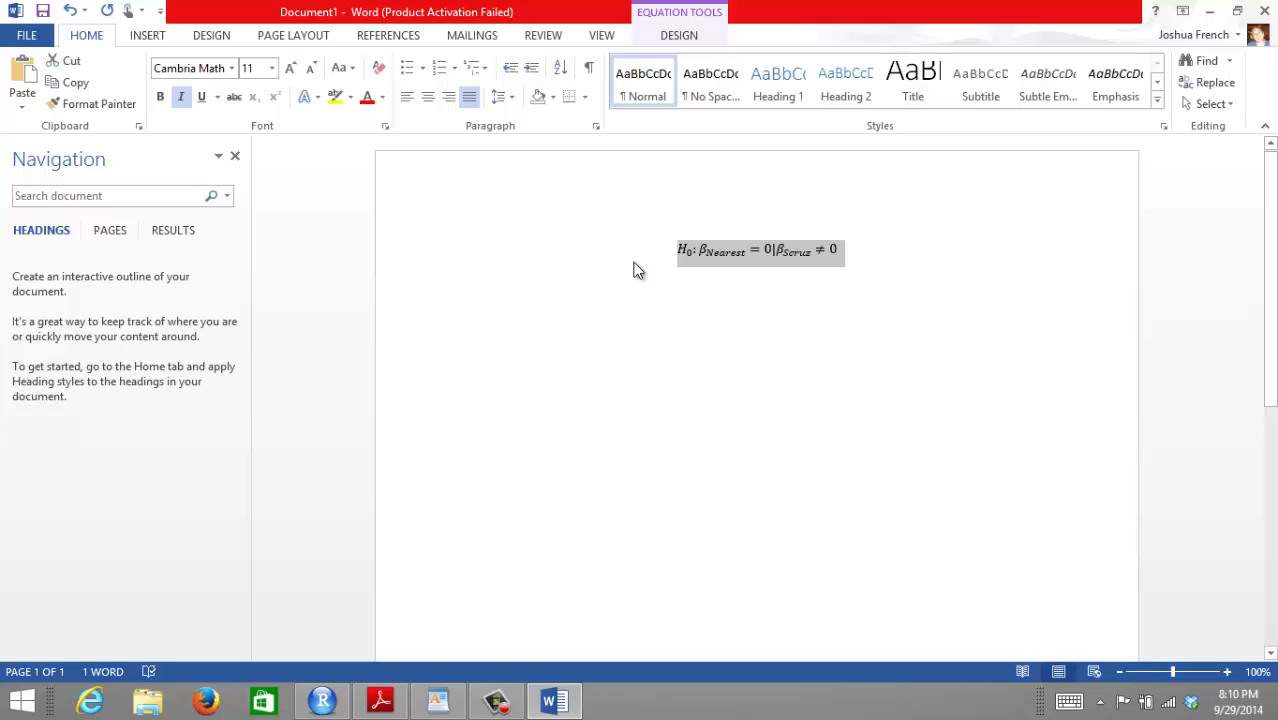 Document1 - Word (Product Activation Failed)
EQUATION TOOLS
?
FILE
HOME
INSERT
DESIGN
PAGE LAYOUT
REFERENCES
MAILINGS
REVIEW
VIEW
DESIGN
Joshua French
Paste
Cut
Copy
Format Painter
Clipboard
Cambria Math
11
Font
Paragraph
AaBbCcDc
¶ Normal
AaBbCcDc
¶ No Spac...
AaBbCc
Heading 1
AaBbCcD
Heading 2
AaBl
Title
AaBbCcD
Subtitle
AaBbCcDc
Subtle Em...
AaBbCcDc
Emphasis
Styles
Find
Replace
Select
Editing
Navigation
Search document
HEADINGS
PAGES
RESULTS
Create an interactive outline of your
document.
It's a great way to keep track of where you are
or quickly move your content around.
To get started, go to the Home tab and apply
Heading styles to the headings in your
document.
H₀: β_Nearest = 0|β_Scruz ≠ 0
PAGE 1 OF 1
1 WORD
100%
8:10 PM
9/29/2014